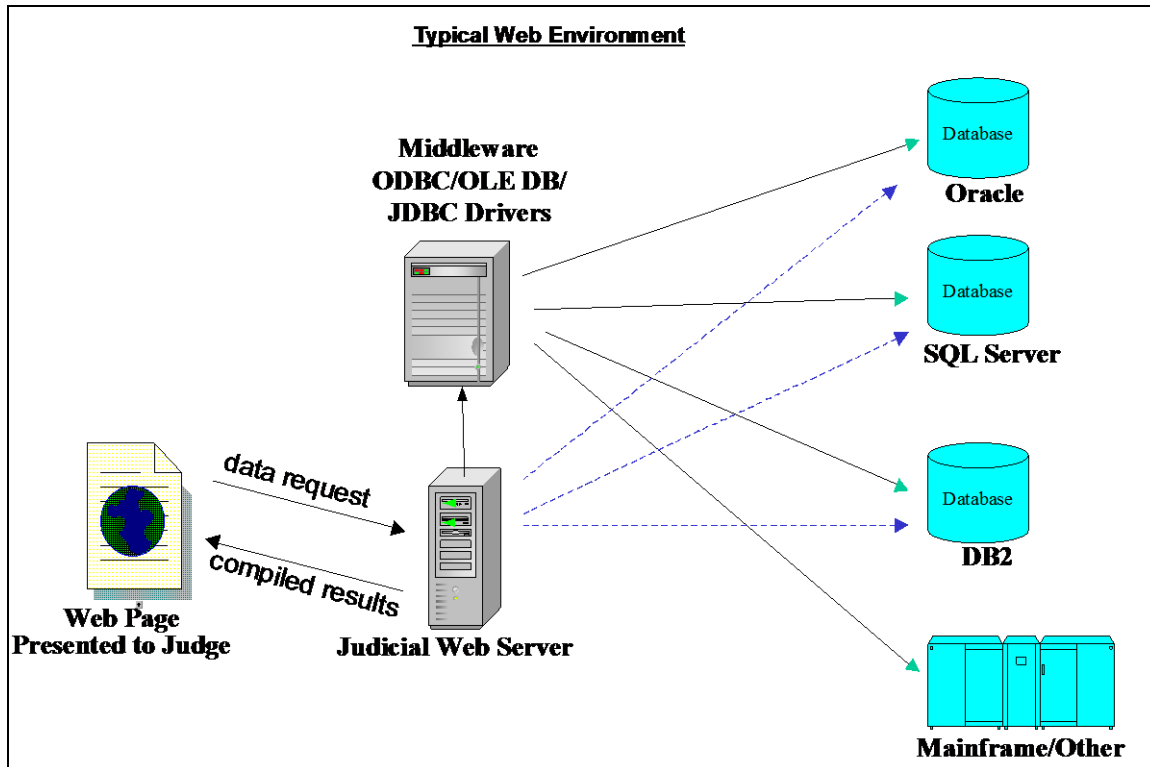 Typical Web Environment
Middleware
ODBC/OLE DB/
JDBC Drivers
Database
Oracle
Database
SQL Server
data request
compiled results
Database
DB2
Web Page
Presented to Judge
Judicial Web Server
Mainframe/Other